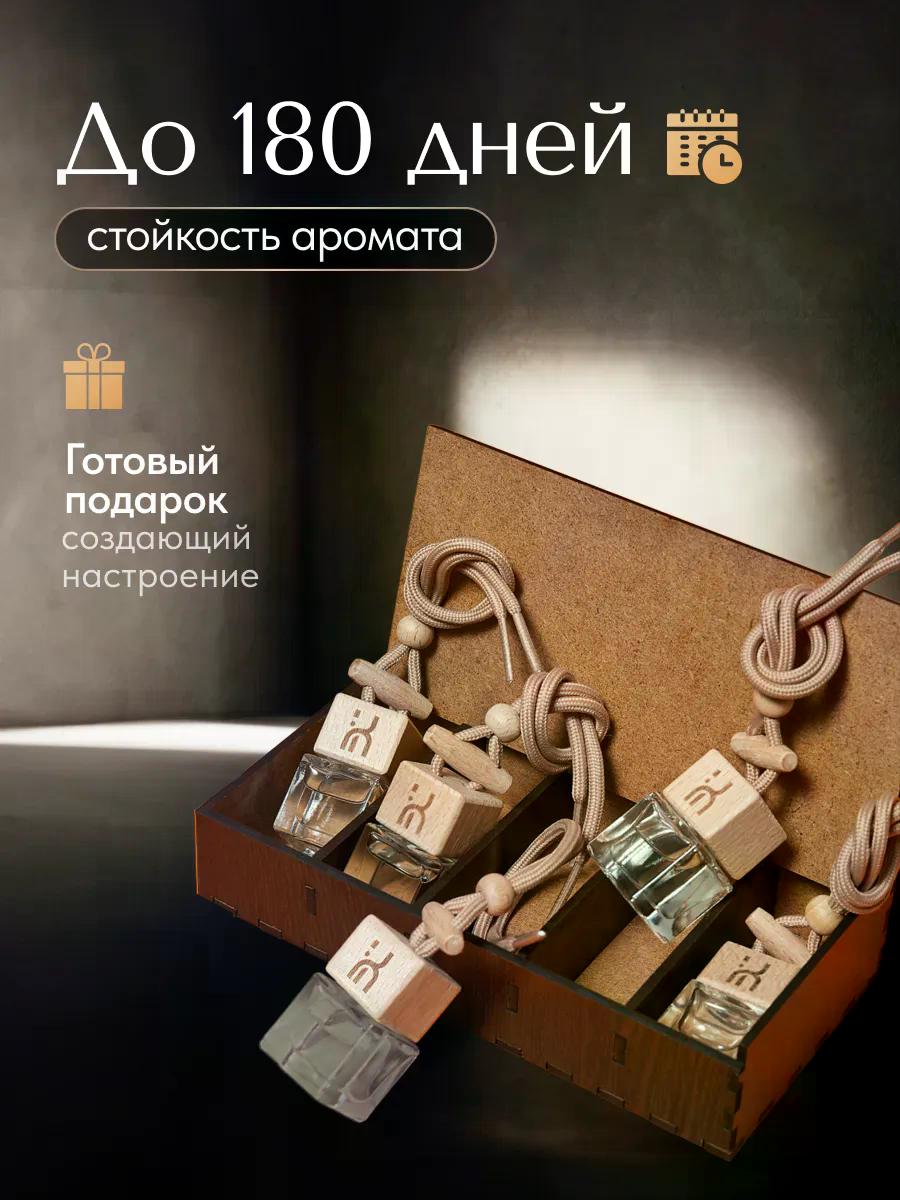 До 180 дней
стойкость аромата
Готовый
подарок
создающий
настроение